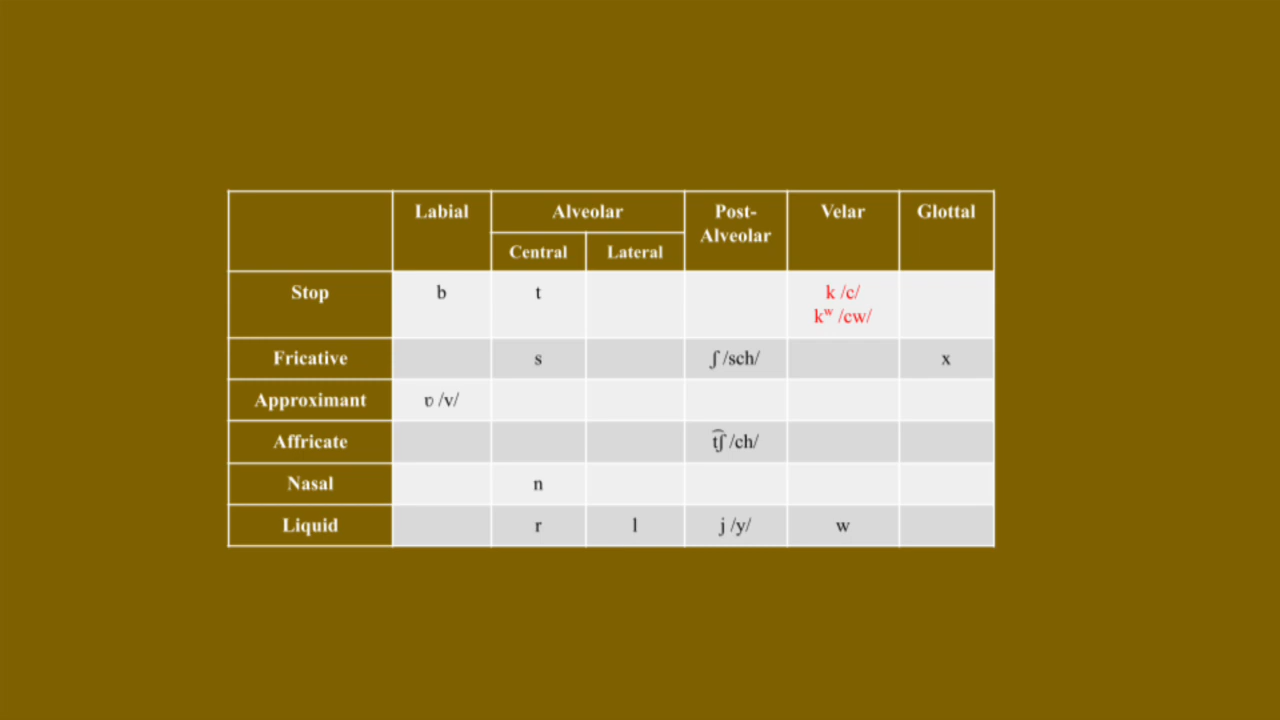 Labial Alveolar Post- Velar Glottal
Alveolar
Central Lateral
Stop b t k /c/
kʷ /cw/
Fricative s ʃ /sch/ x
Approximant ʋ /v/
Affricate t͡ʃ /ch/
Nasal n
Liquid r l j /y/ w